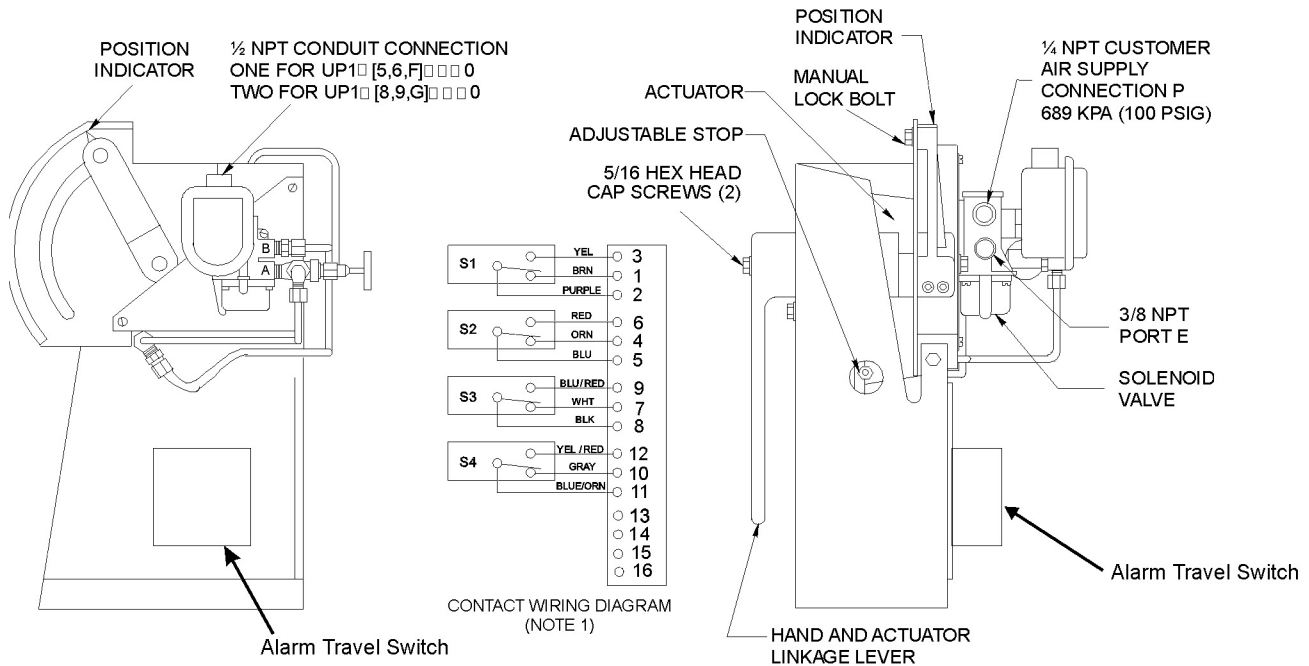 POSITION
INDICATOR
½ NPT CONDUIT CONNECTION
ONE FOR UP1□ [5,6,F]□□□0
TWO FOR UP1□ [8,9,G]□□□0
B
A
Alarm Travel Switch
S1
YEL 3
BRN 1
PURPLE 2
S2
RED 6
ORN 4
BLU 5
S3
BLU/RED 9
WHT 7
BLK 8
S4
YEL /RED 12
GRAY 10
BLUE/ORN 11
13
14
15
16
CONTACT WIRING DIAGRAM
(NOTE 1)
POSITION
INDICATOR
MANUAL
LOCK BOLT
ACTUATOR
ADJUSTABLE STOP
5/16 HEX HEAD
CAP SCREWS (2)
¼ NPT CUSTOMER
AIR SUPPLY
CONNECTION P
689 KPA (100 PSIG)
3/8 NPT
PORT E
SOLENOID
VALVE
Alarm Travel Switch
HAND AND ACTUATOR
LINKAGE LEVER